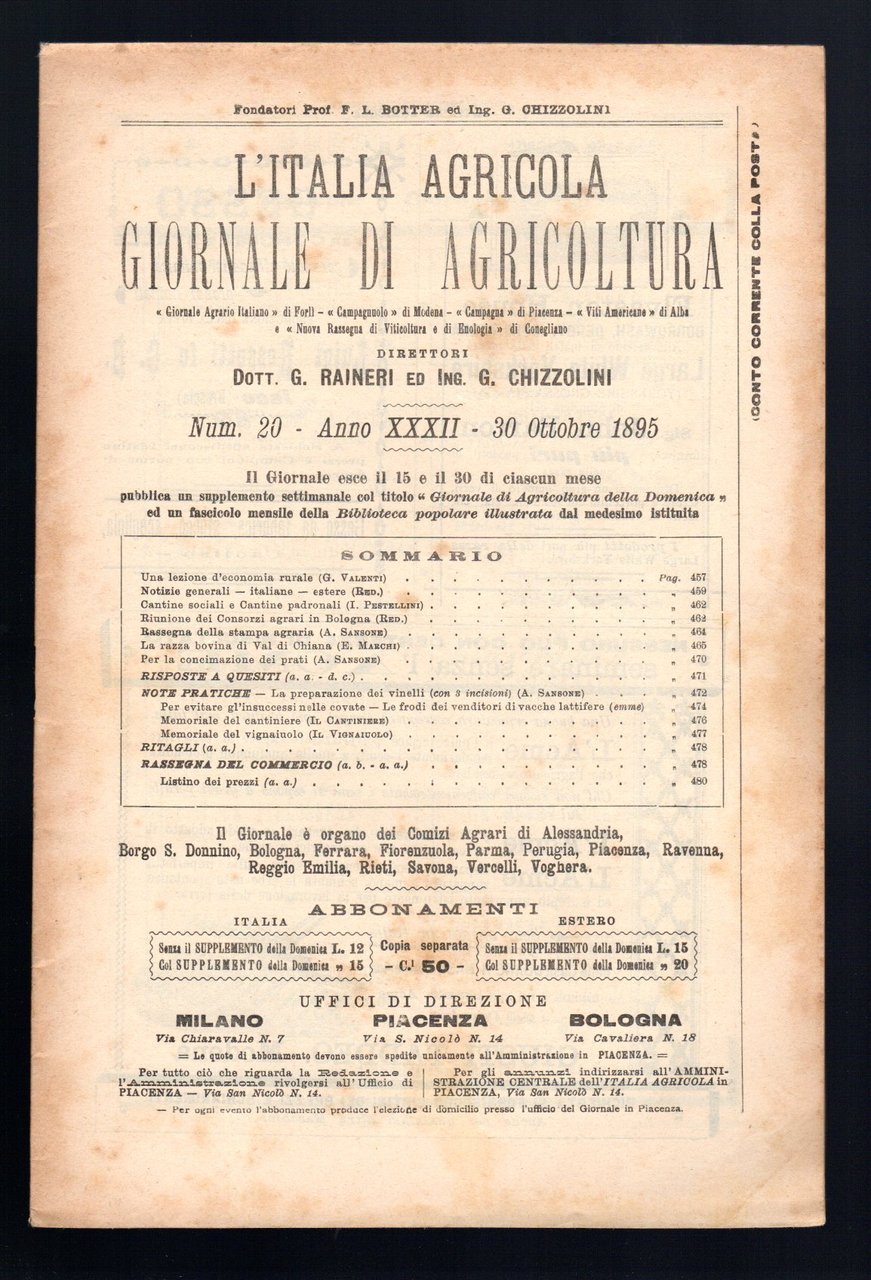 Fondatori Prof. F. L. BOTTER ed Ing. G. CHIZZOLINI
L'ITALIA AGRICOLA
GIORNALE DI AGRICOLTURA
« Giornale Agrario Italiano » di Forlì – « Campagnuolo » di Modena – « Campagna » di Piacenza – « Viti Americane » di Alba
e « Nuova Rassegna di Viticoltura e di Enologia » di Conegliano
DIRETTORI
DOTT. G. RAINERI ED ING. G. CHIZZOLINI
Num. 20 - Anno XXXII - 30 Ottobre 1895
Il Giornale esce il 15 e il 30 di ciascun mese
pubblica un supplemento settimanale col titolo “ Giornale di Agricoltura della Domenica „
ed un fascicolo mensile della Biblioteca popolare illustrata dal medesimo istituita
SOMMARIO
Una lezione d'economia rurale (G. VALENTI) . . . . . . . . . . . Pag. 457
Notizie generali — italiane — estere (RED.) . . . . . . . . . . . „ 459
Cantine sociali e Cantine padronali (I. PESTELLINI) . . . . . . . . . . „ 462
Riunione dei Consorzi agrari in Bologna (RED.) . . . . . . . . . . „ 462
Rassegna della stampa agraria (A. SANSONE) . . . . . . . . . . . „ 464
La razza bovina di Val di Chiana (E. MARCHI) . . . . . . . . . . . „ 465
Per la concimazione dei prati (A. SANSONE) . . . . . . . . . . . „ 470
RISPOSTE A QUESITI (a. a. - d. c.) . . . . . . . . . . . . . „ 471
NOTE PRATICHE — La preparazione dei vinelli (con 3 incisioni) (A. SANSONE) . . . „ 472
Per evitare gl'insuccessi nelle covate — Le frodi dei venditori di vacche lattifere (emme) „ 474
Memoriale del cantiniere (IL CANTINIERE) . . . . . . . . . . . „ 476
Memoriale del vignaiuolo (IL VIGNAIUOLO) . . . . . . . . . . . „ 477
RITAGLI (a. a.) . . . . . . . . . . . . . . . . . . „ 478
RASSEGNA DEL COMMERCIO (a. b. - a. a.) . . . . . . . . . . „ 478
Listino dei prezzi (a. a.) . . . . . . . . . . . . . . . „ 480
Il Giornale è organo dei Comizi Agrari di Alessandria,
Borgo S. Donnino, Bologna, Ferrara, Fiorenzuola, Parma, Perugia, Piacenza, Ravenna,
Reggio Emilia, Rieti, Savona, Vercelli, Voghera.
ABBONAMENTI
ITALIA
Senza il SUPPLEMENTO della Domenica L. 12
Col SUPPLEMENTO della Domenica „ 15
Copia separata
- C.i 50 -
ESTERO
Senza il SUPPLEMENTO della Domenica L. 15
Col SUPPLEMENTO della Domenica „ 20
UFFICI DI DIREZIONE
MILANO PIACENZA BOLOGNA
Via Chiaravalle N. 7 Via S. Nicolò N. 14 Via Cavaliera N. 18
= Le quote di abbonamento devono essere spedite unicamente all'Amministrazione in PIACENZA. =
Per tutto ciò che riguarda la Redazione e
l'Amministrazione rivolgersi all'Ufficio di
PIACENZA — Via San Nicolò N. 14.
Per gli annunzi indirizzarsi all'AMMINI-
STRAZIONE CENTRALE dell'ITALIA AGRICOLA in
PIACENZA, Via San Nicolò N. 14.
— Per ogni evento l'abbonamento produce l'elezione di domicilio presso l'ufficio del Giornale in Piacenza.
(CONTO CORRENTE COLLA POSTA)